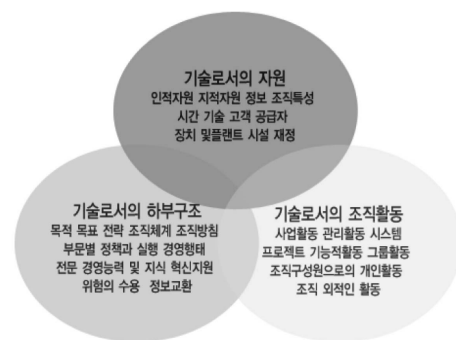 기술로서의 자원
인적자원 지적자원 정보 조직특성
시간 기술 고객 공급자
장치 및플랜트 시설 재정
기술로서의 하부구조
목적 목표 전략 조직체계 조직방침
부문별 정책과 실행 경영행태
전문 경영능력 및 지식 혁신지원
위험의 수용 정보교환
기술로서의 조직활동
사업활동 관리활동 시스템
프로젝트 기능적활동 그룹활동
조직구성원으로의 개인활동
조직 외적인 활동